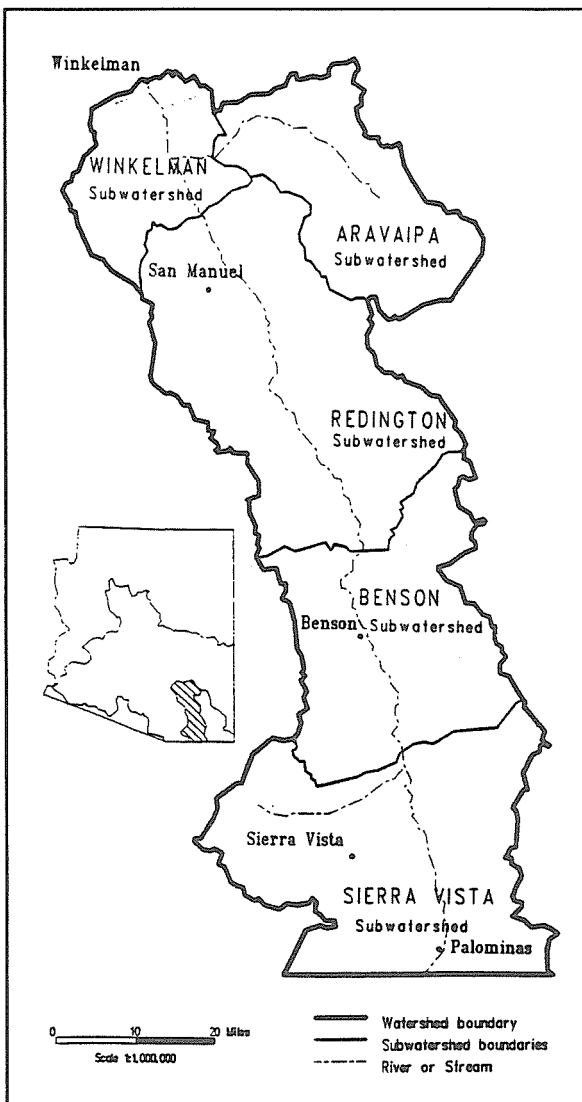 Winkelman
WINKELMAN
Subwatershed
ARAVAIPA
Subwatershed
San Manuel
REDINGTON
Subwatershed
BENSON
Benson Subwatershed
Sierra Vista
SIERRA VISTA
Subwatershed
Palominas
0 10 20 Miles
Scale 1:1,000,000
Watershed boundary
Subwatershed boundaries
River or Stream